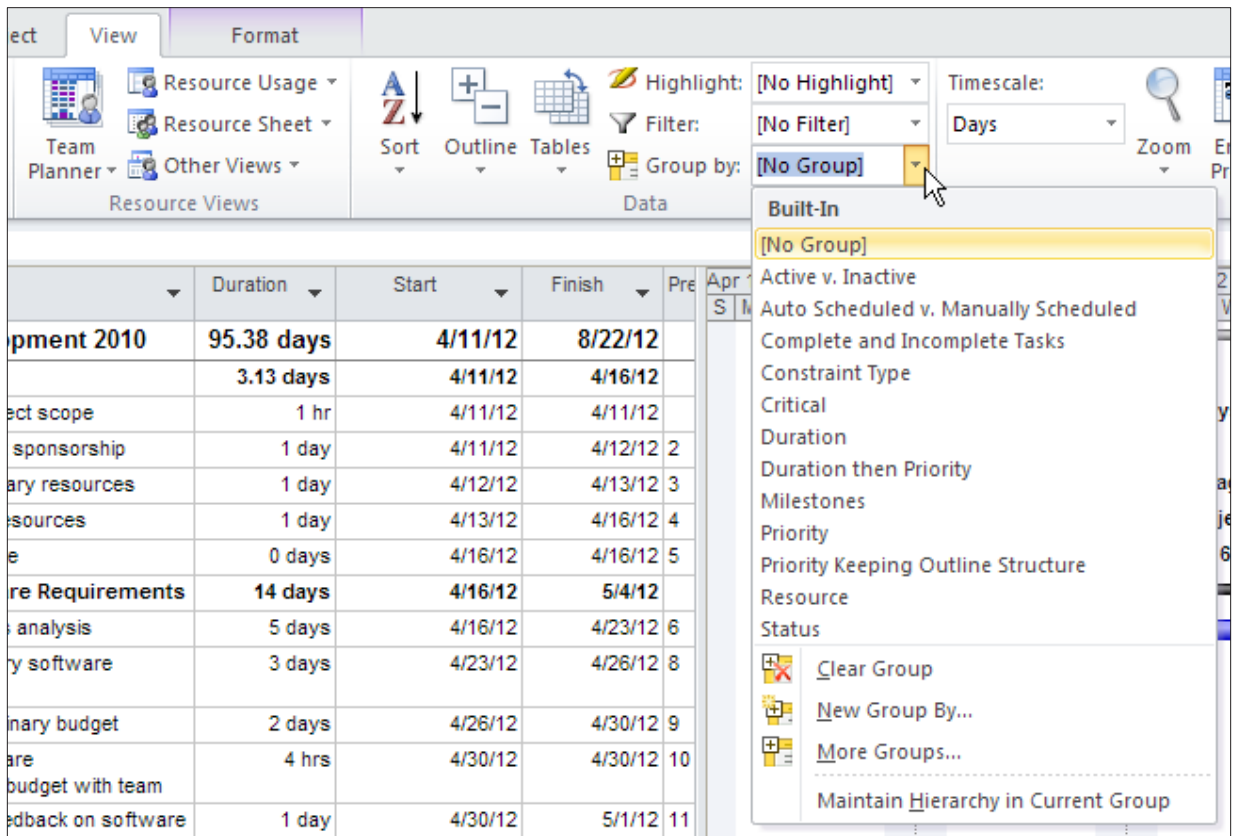 ect View Format
Resource Usage
Resource Sheet
Other Views
Team
Planner
Resource Views
Sort Outline Tables
Highlight: [No Highlight]
Filter: [No Filter]
Group by: [No Group]
Data
Timescale:
Days
Zoom
En
Pr
Built-In
[No Group]
Active v. Inactive
Auto Scheduled v. Manually Scheduled
Complete and Incomplete Tasks
Constraint Type
Critical
Duration
Duration then Priority
Milestones
Priority
Priority Keeping Outline Structure
Resource
Status
Clear Group
New Group By...
More Groups...
Maintain Hierarchy in Current Group
Duration Start Finish Pre
Apr
S
opment 2010 95.38 days 4/11/12 8/22/12
3.13 days 4/11/12 4/16/12
ect scope 1 hr 4/11/12 4/11/12
sponsorship 1 day 4/11/12 4/12/12 2
ary resources 1 day 4/12/12 4/13/12 3
esources 1 day 4/13/12 4/16/12 4
e 0 days 4/16/12 4/16/12 5
re Requirements 14 days 4/16/12 5/4/12
s analysis 5 days 4/16/12 4/23/12 6
ry software 3 days 4/23/12 4/26/12 8
inary budget 2 days 4/26/12 4/30/12 9
are 4 hrs 4/30/12 4/30/12 10
budget with team
edback on software 1 day 4/30/12 5/1/12 11